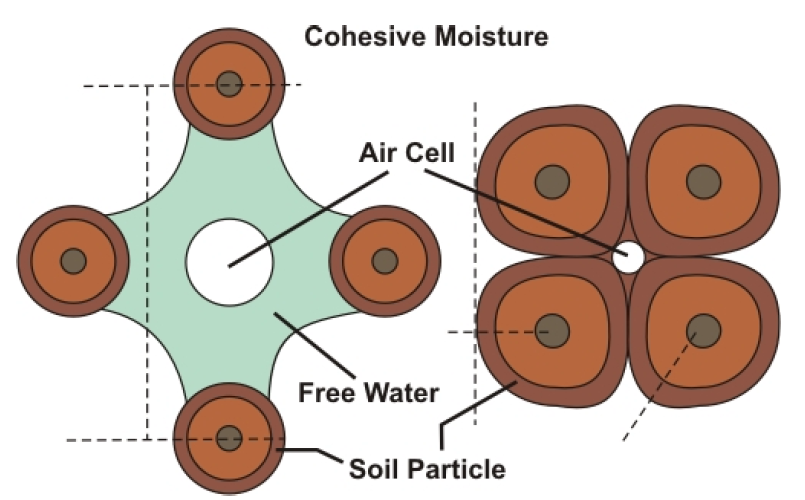 Cohesive Moisture
Air Cell
Free Water
Soil Particle